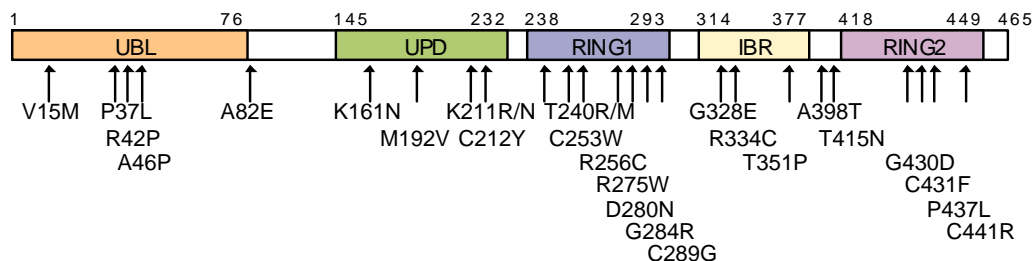 1 76 145 232 238 293 314 377 418 449 465
UBL UPD RING1 IBR RING2
V15M P37L A82E K161N K211R/N T240R/M G328E A398T
R42P M192V C212Y C253W R334C T415N
A46P R256C T351P G430D
R275W C431F
D280N P437L
G284R C441R
C289G